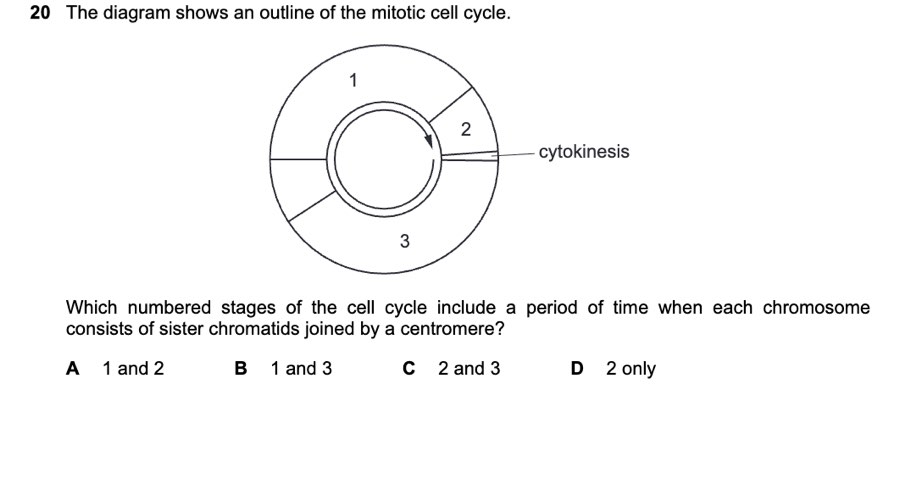 20 The diagram shows an outline of the mitotic cell cycle.
1
2
cytokinesis
3
Which numbered stages of the cell cycle include a period of time when each chromosome
consists of sister chromatids joined by a centromere?
A 1 and 2 B 1 and 3 C 2 and 3 D 2 only